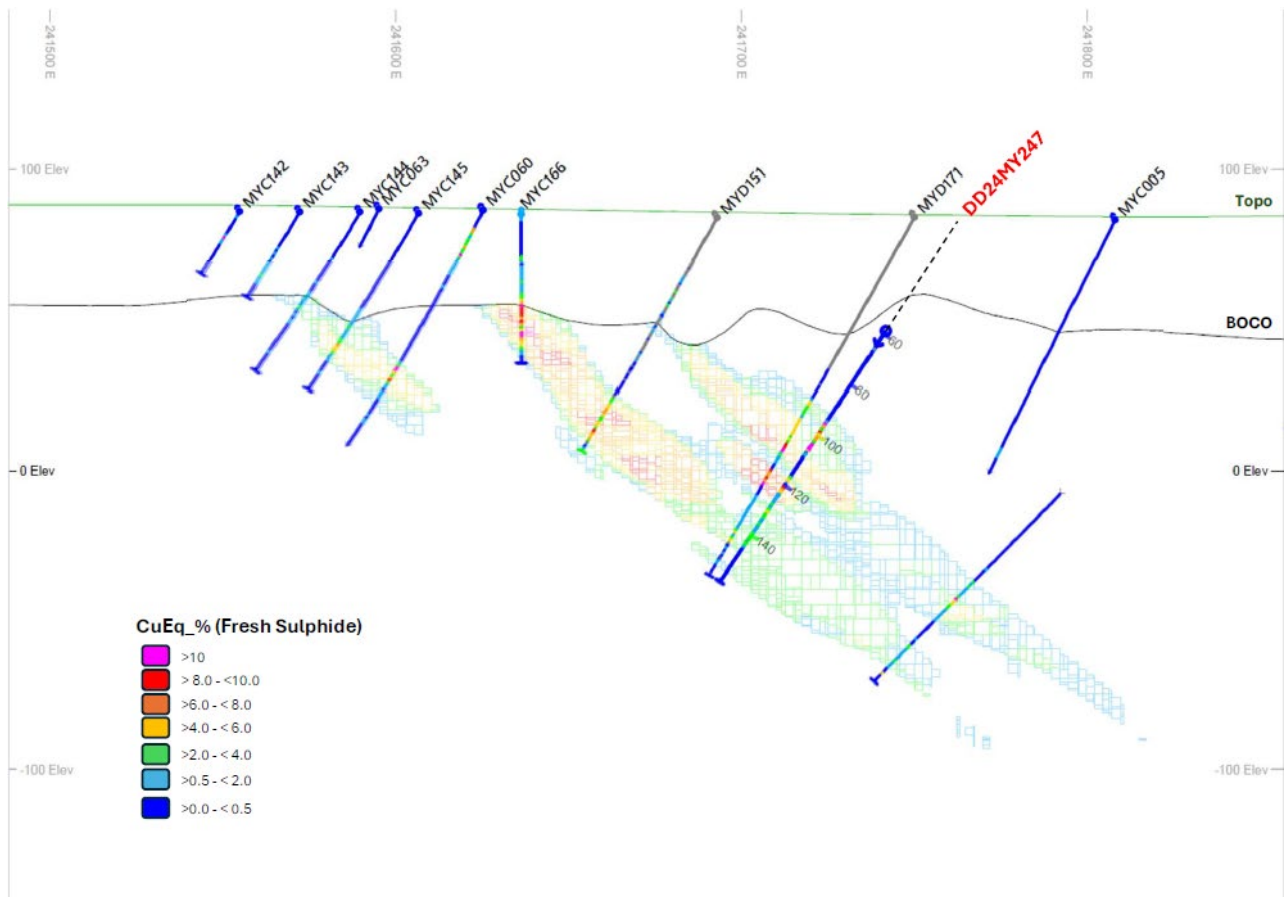 241500 E
241600 E
241700 E
241800 E
100 Elev
100 Elev
MYC142
MYC143
MYC144
MYC063
MYC145
MYC060
MYC166
MYD151
MYD171
DD24MY247
MYC005
Topo
BOCO
60
80
100
0 Elev
0 Elev
120
140
CuEq_% (Fresh Sulphide)
>10
> 8.0 - <10.0
>6.0 - < 8.0
>4.0 - < 6.0
>2.0 - < 4.0
>0.5 - < 2.0
>0.0 - < 0.5
-100 Elev
-100 Elev